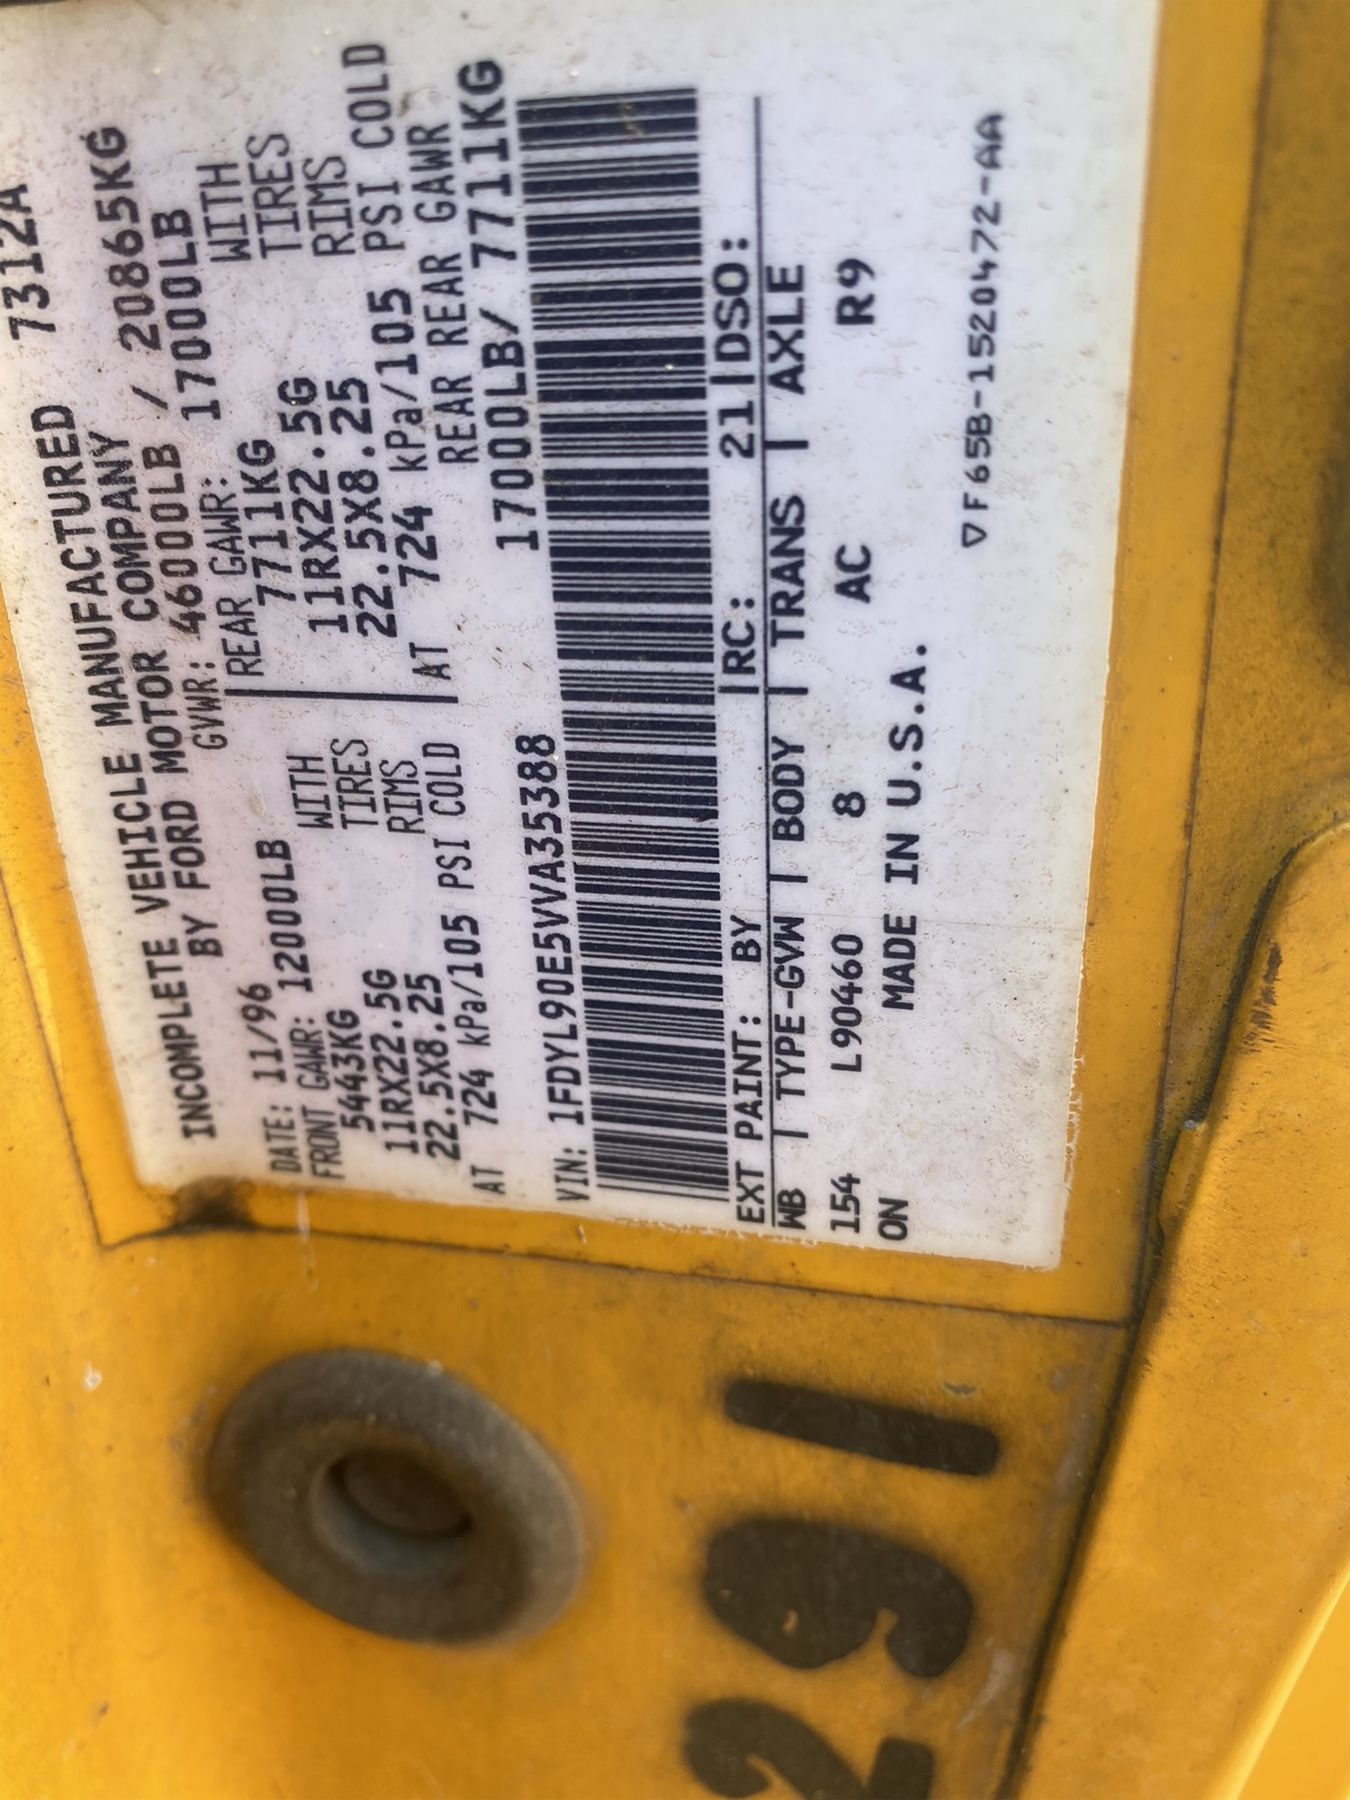 7312A
INCOMPLETE VEHICLE MANUFACTURED
BY FORD MOTOR COMPANY
GVWR: 46000LB / 20865KG
DATE: 11/96
FRONT GAWR: 12000LB
5443KG WITH
11RX22.5G TIRES
22.5X8.25 RIMS
AT 724 kPa/105 PSI COLD
REAR GAWR: 17000LB
7711KG WITH
11RX22.5G TIRES
22.5X8.25 RIMS
AT 724 kPa/105 PSI COLD
REAR REAR GAWR
17000LB/ 7711KG
VIN: 1FDYL90E5VVA35388
EXT PAINT: BY | RC: 21 | DSO:
WB | TYPE-GVW | BODY | TRANS | AXLE
154 L90460 8 AC R9
ON MADE IN U.S.A.
▽F65B-1520472-AA